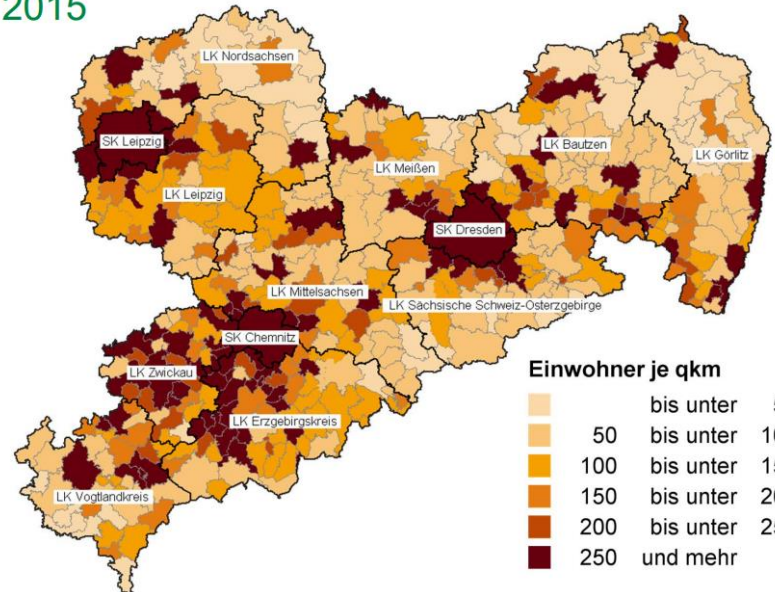 2015
LK Nordsachsen
SK Leipzig
LK Bautzen
LK Görlitz
LK Meißen
LK Leipzig
SK Dresden
LK Mittelsachsen
LK Sächsische Schweiz-Osterzgebirge
SK Chemnitz
LK Zwickau
LK Erzgebirgskreis
LK Vogtlandkreis
Einwohner je qkm
bis unter
50 bis unter
100 bis unter
150 bis unter
200 bis unter
250 und mehr